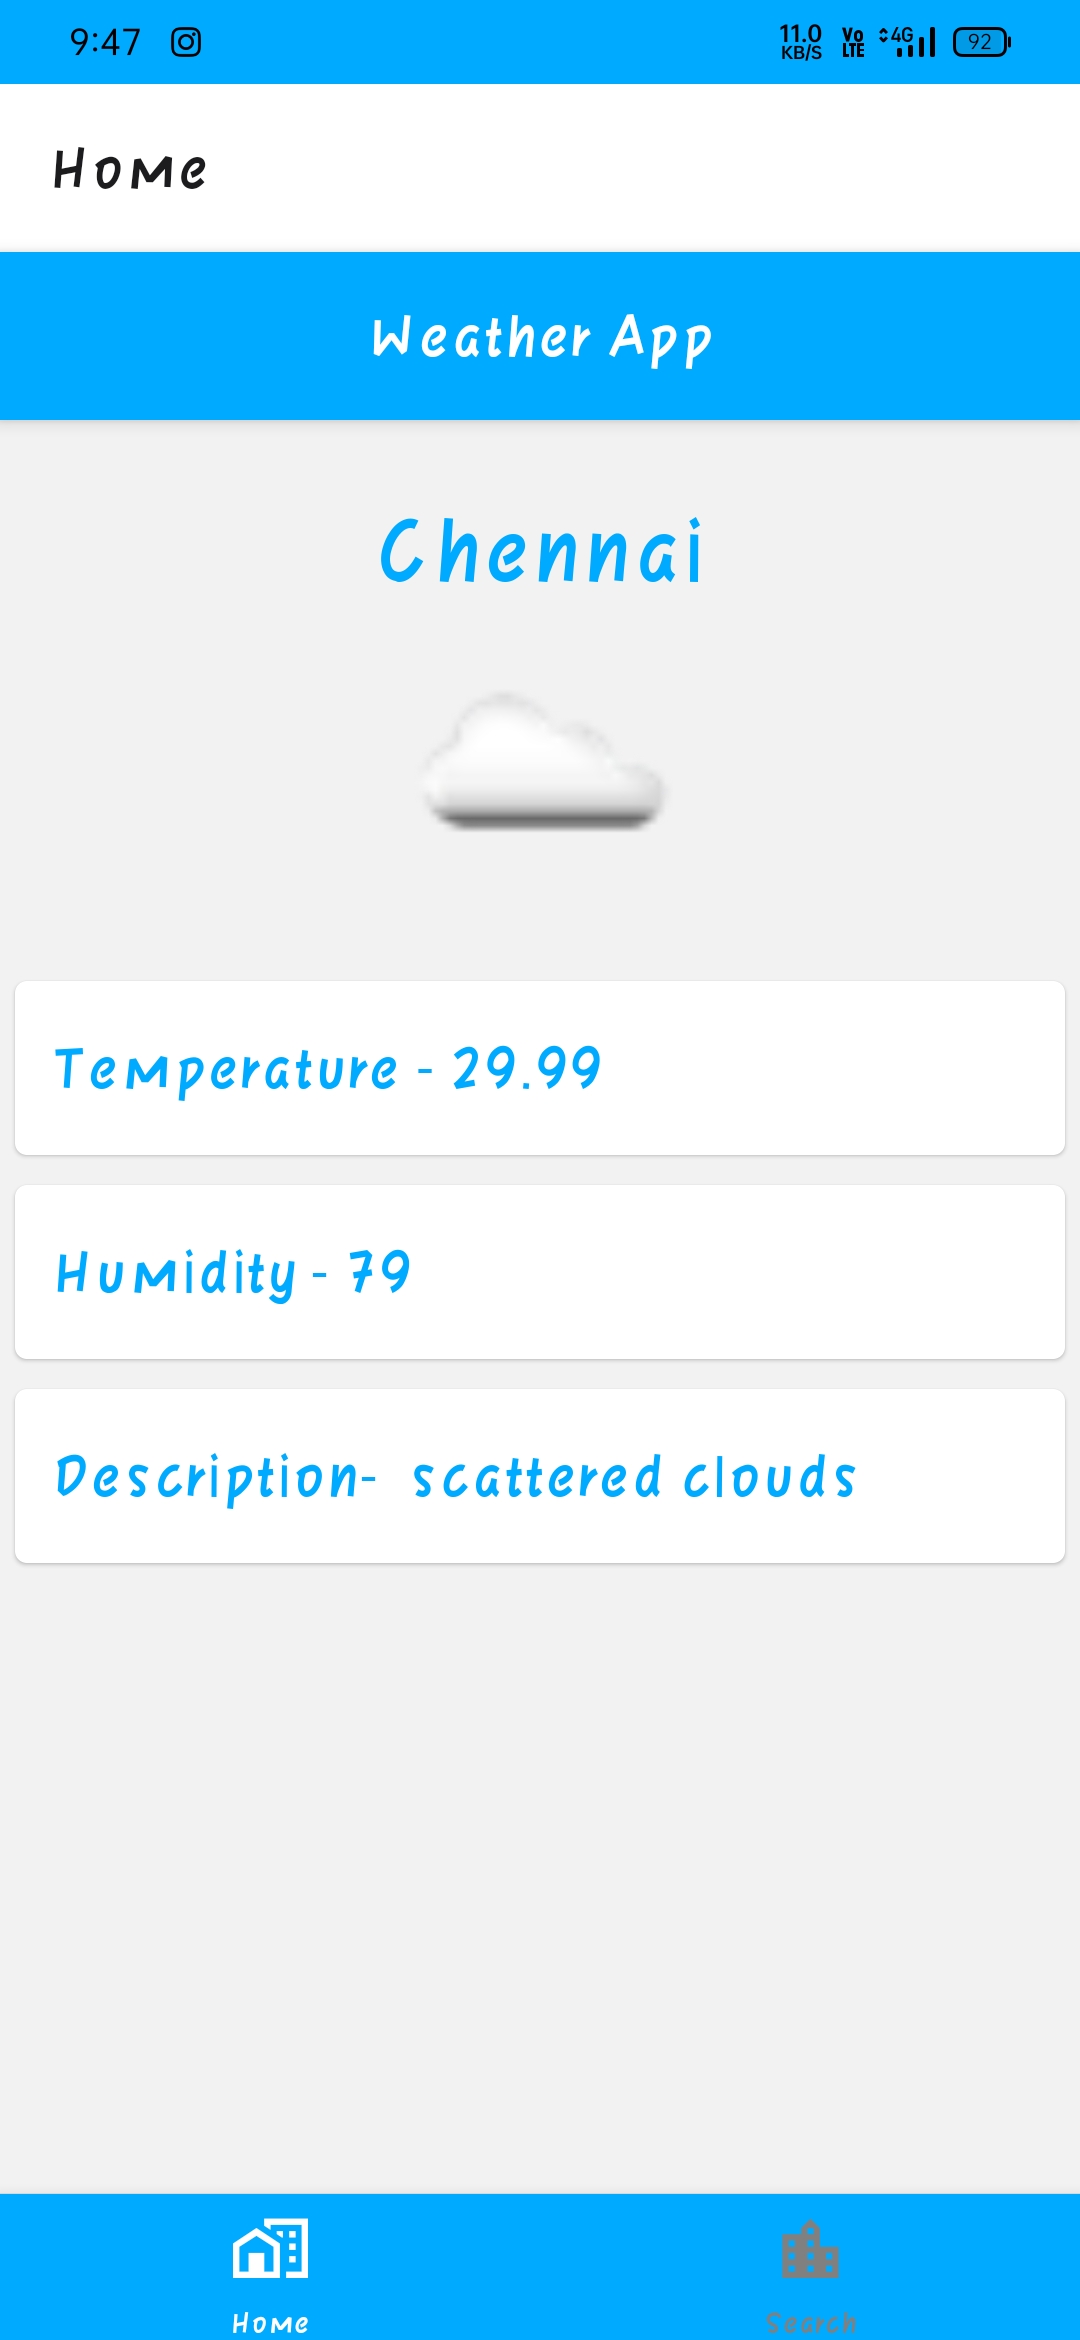 9:47 11.0 KB/S Vo LTE 4G 92
Home
Weather App
Chennai
Temperature - 29.99
Humidity - 79
Description-  scattered clouds
Home Search